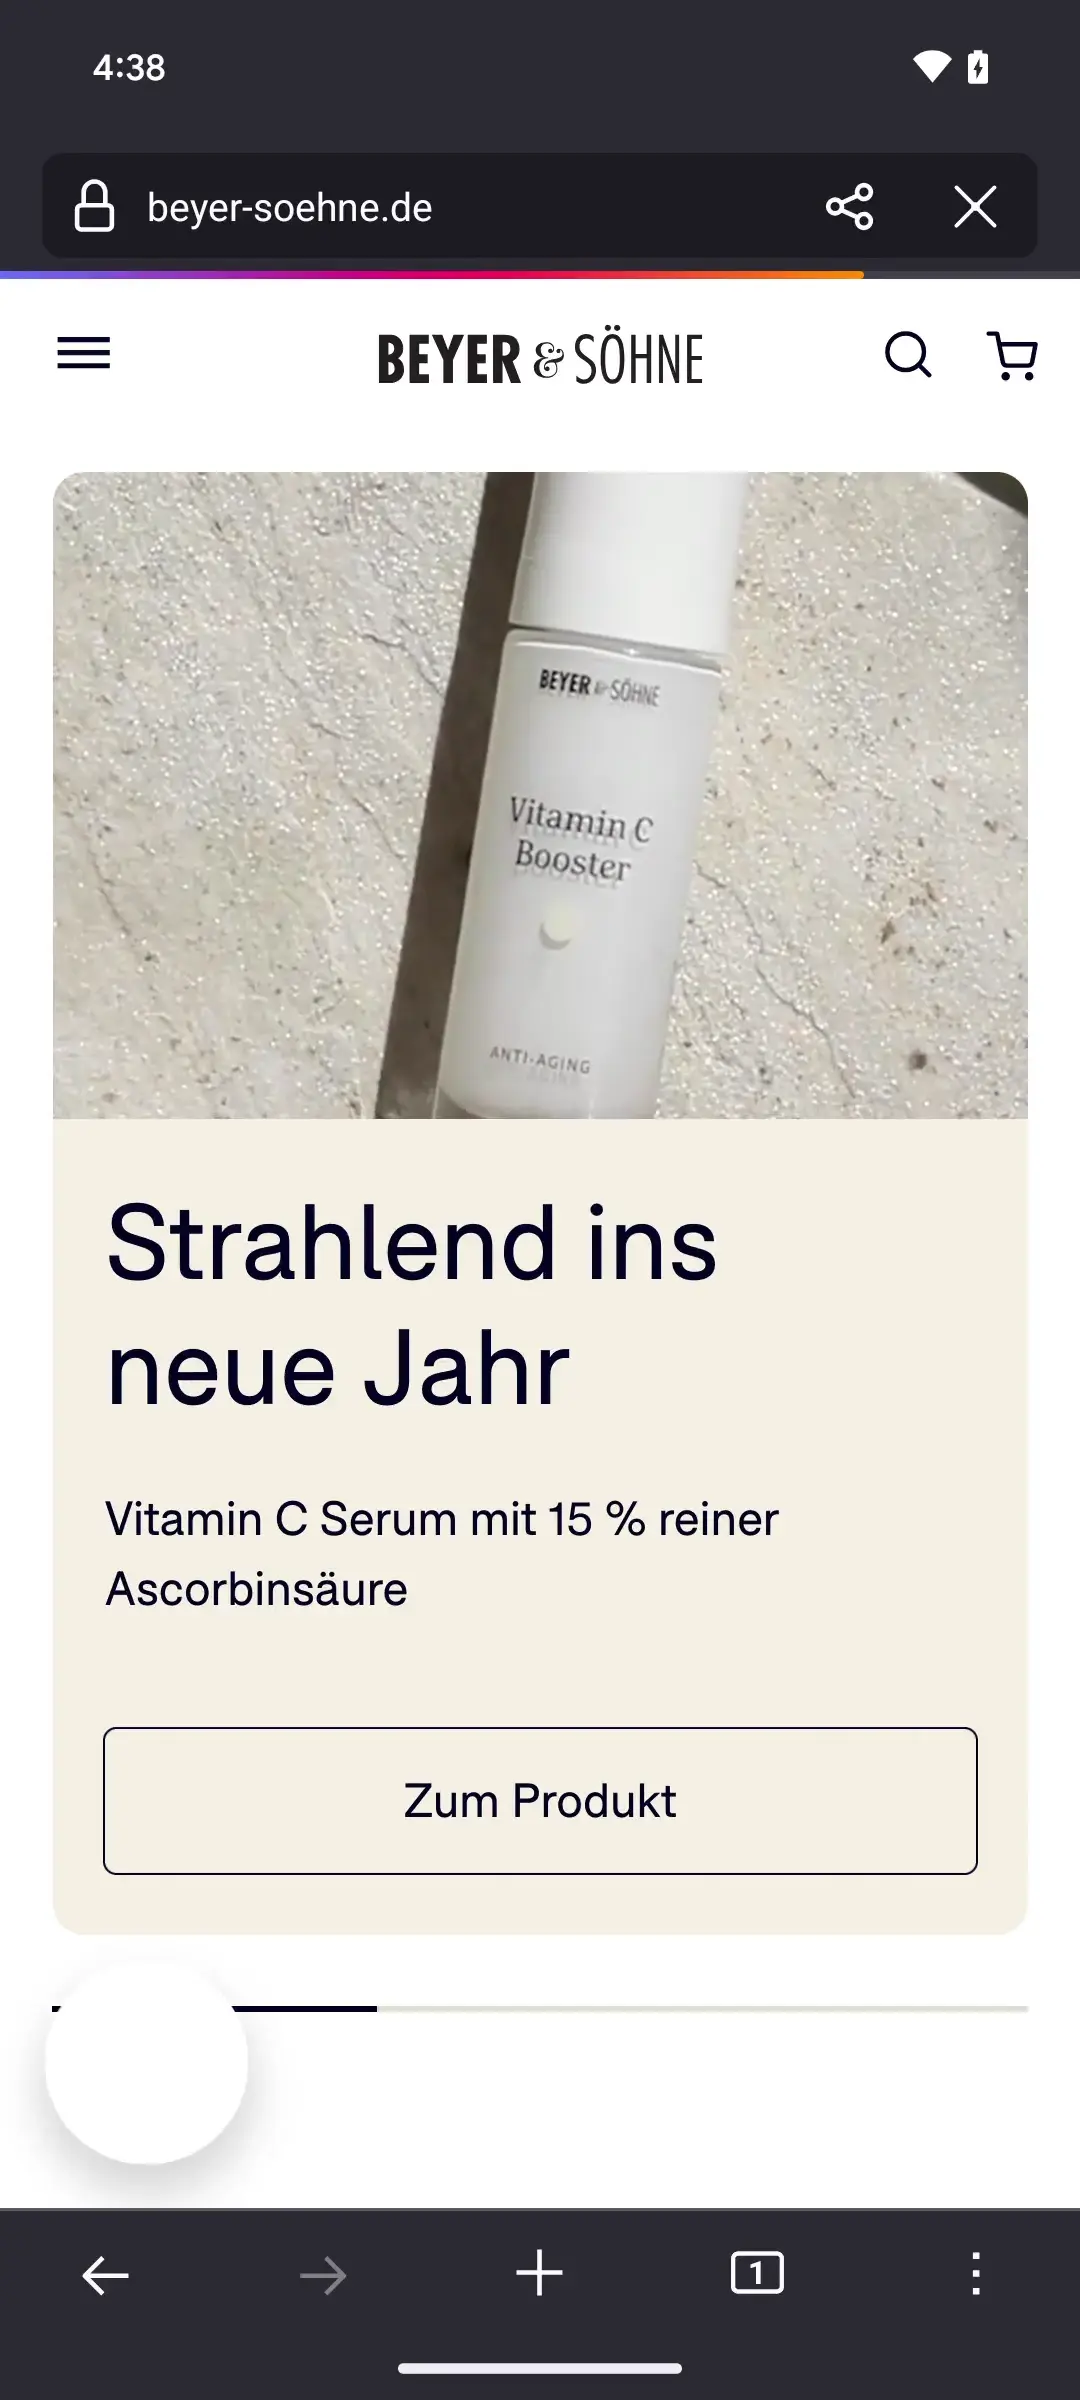 4:38
beyer-soehne.de
BEYER & SÖHNE
BEYER & SÖHNE
Vitamin C
Booster
ANTI-AGING
Strahlend ins
neue Jahr
Vitamin C Serum mit 15 % reiner
Ascorbinsäure
Zum Produkt
1